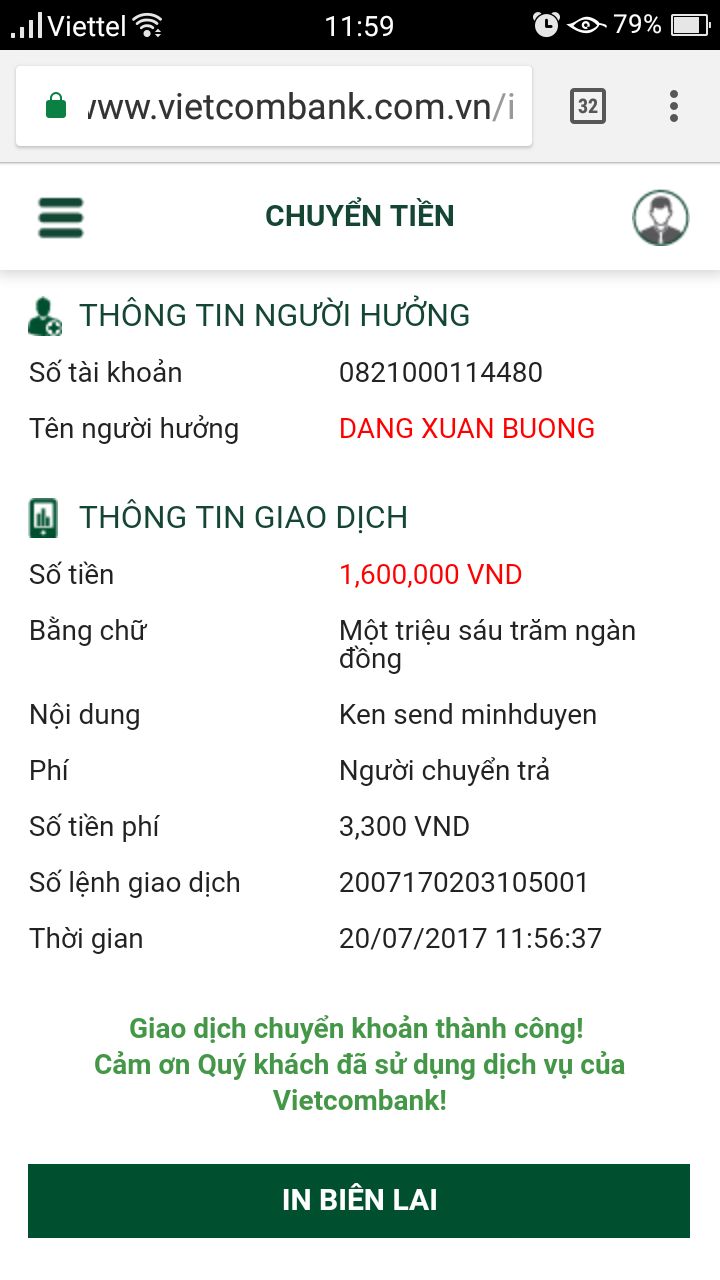 Viettel 11:59 79%
www.vietcombank.com.vn/i 32
CHUYỂN TIỀN
THÔNG TIN NGƯỜI HƯỞNG
Số tài khoản 0821000114480
Tên người hưởng DANG XUAN BUONG
THÔNG TIN GIAO DỊCH
Số tiền 1,600,000 VND
Bằng chữ Một triệu sáu trăm ngàn
đồng
Nội dung Ken send minhduyen
Phí Người chuyển trả
Số tiền phí 3,300 VND
Số lệnh giao dịch 2007170203105001
Thời gian 20/07/2017 11:56:37
Giao dịch chuyển khoản thành công!
Cảm ơn Quý khách đã sử dụng dịch vụ của
Vietcombank!
IN BIÊN LAI